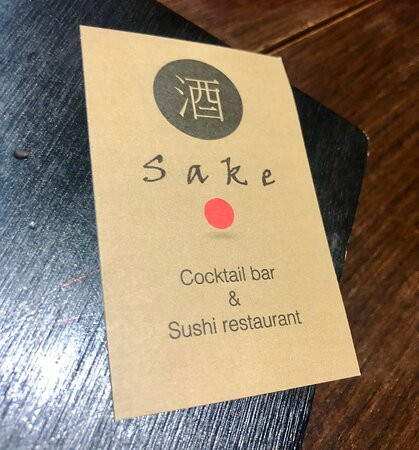 酒
Sake
Cocktail bar
&
Sushi restaurant